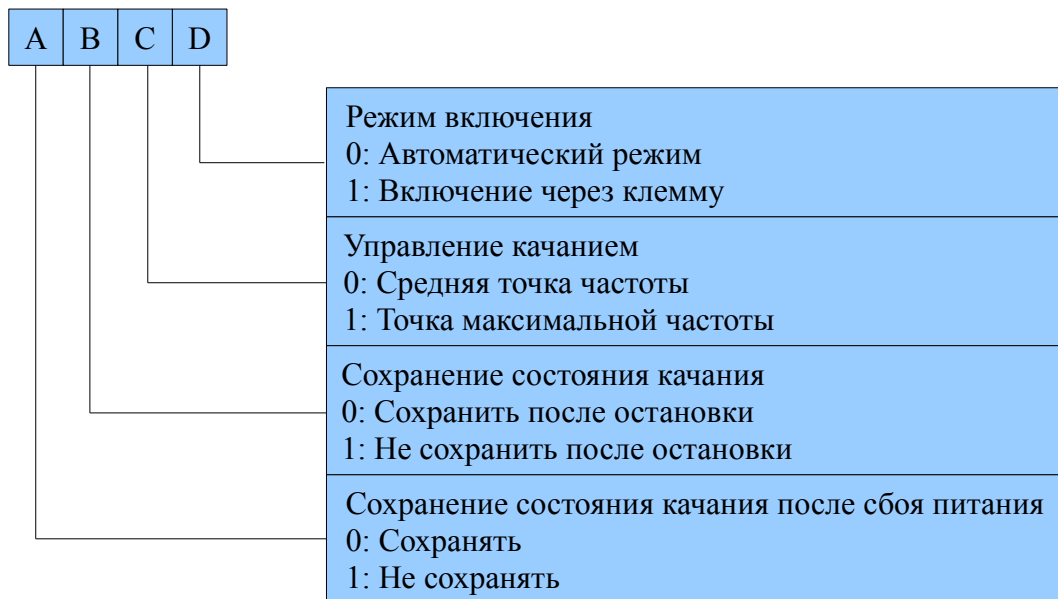 A B C D
Режим включения
0: Автоматический режим
1: Включение через клемму
Управление качанием
0: Средняя точка частоты
1: Точка максимальной частоты
Сохранение состояния качания
0: Сохранить после остановки
1: Не сохранить после остановки
Сохранение состояния качания после сбоя питания
0: Сохранять
1: Не сохранять